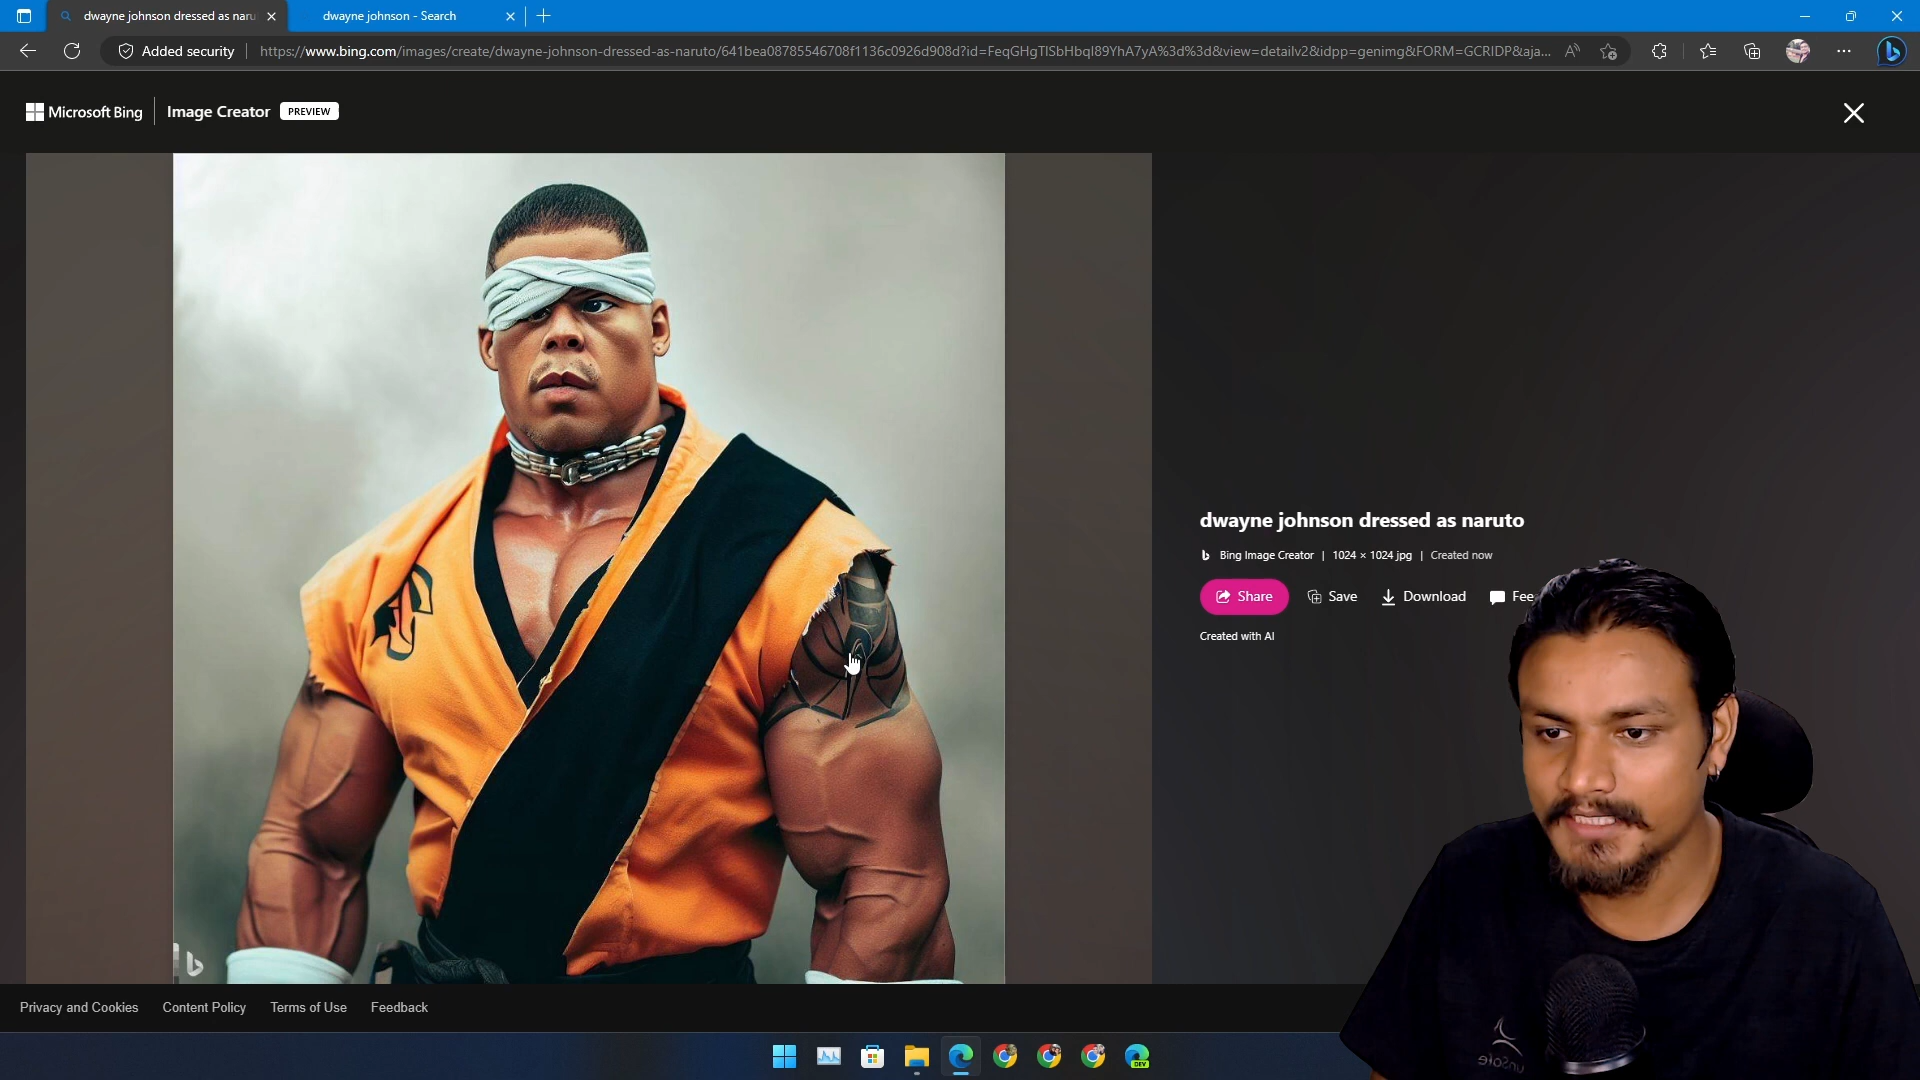 dwayne johnson dressed as naru
dwayne johnson - Search
Added security
https://www.bing.com/images/create/dwayne-johnson-dressed-as-naruto/641bea08785546708f1136c0926d908d?id=FeqGHgTlSbHbqI89YhA7yA%3d%3d&view=detailv2&idpp=genimg&FORM=GCRIDP&aja...
Microsoft Bing
Image Creator PREVIEW
dwayne johnson dressed as naruto
Bing Image Creator | 1024 × 1024 jpg | Created now
Share Save Download Fee
Created with AI
Privacy and Cookies Content Policy Terms of Use Feedback
DEV